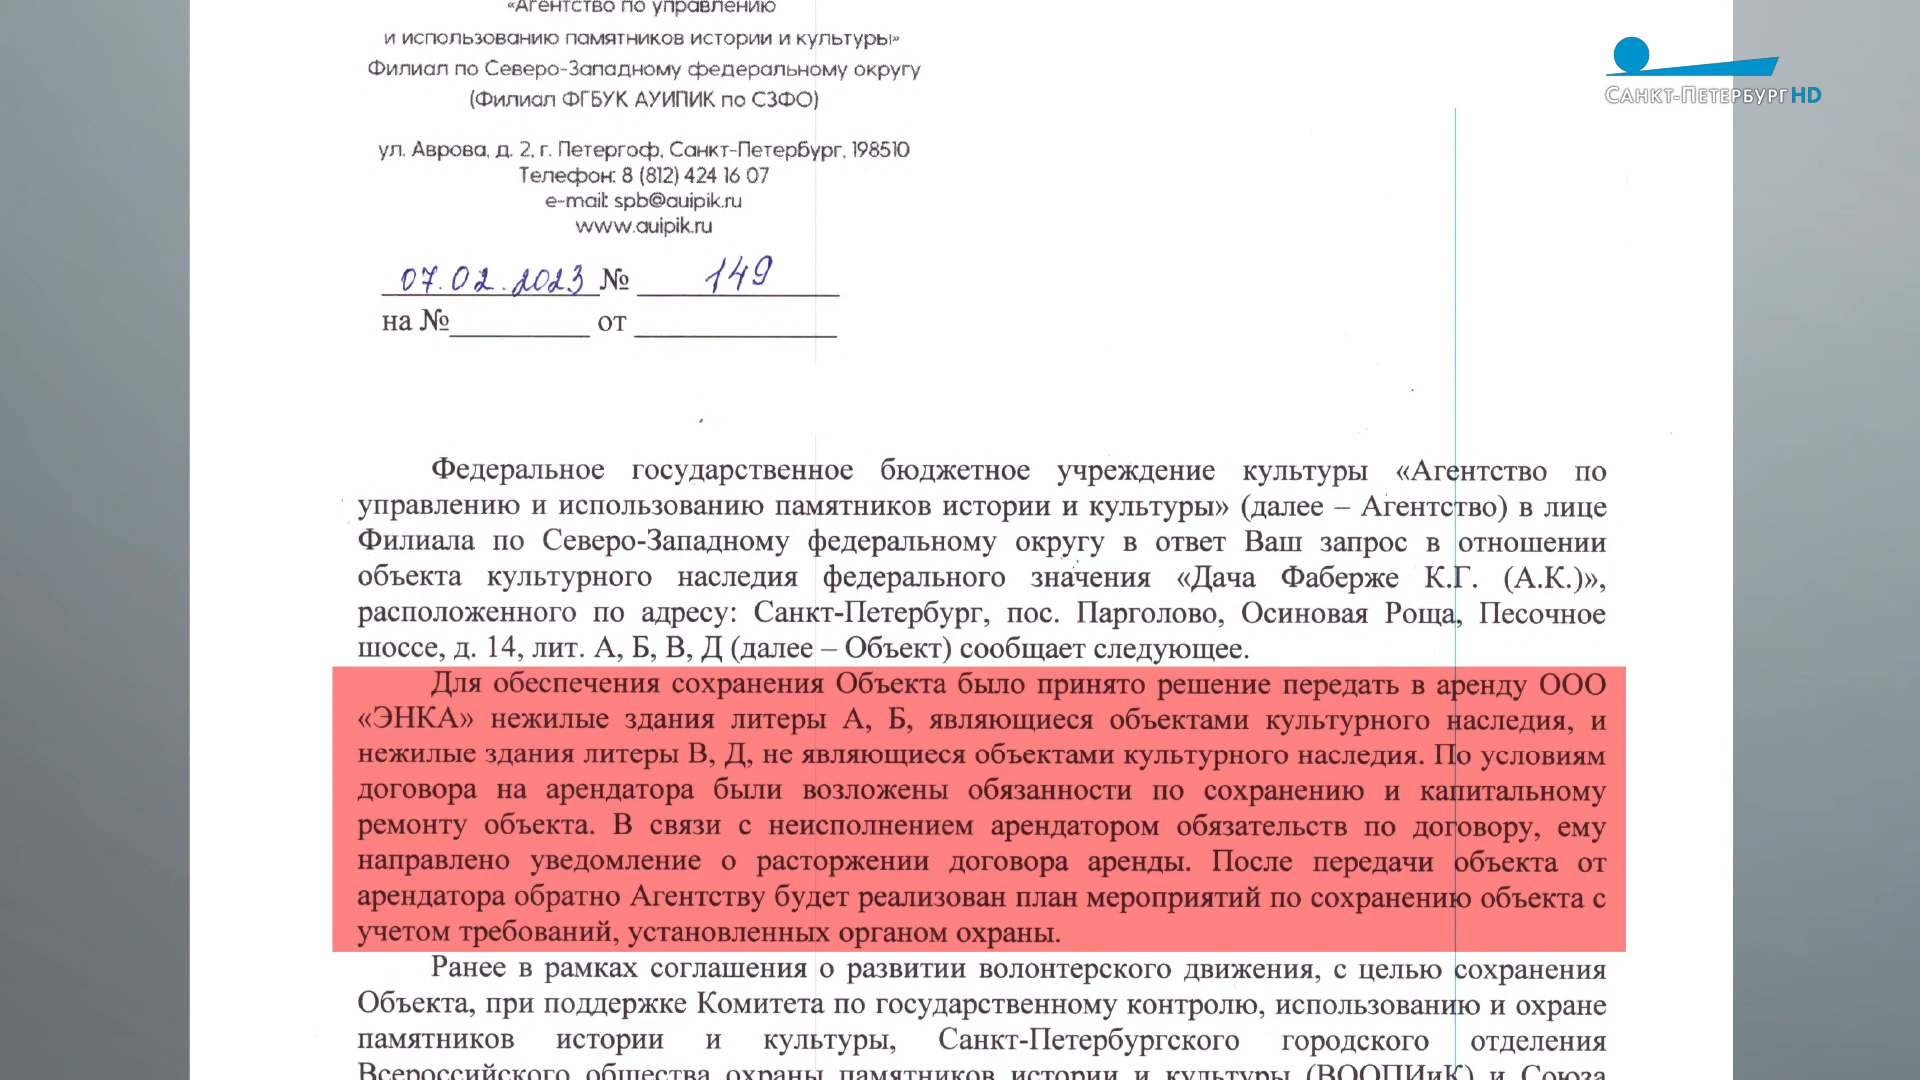 «Агентство по управлению
и использованию памятников истории и культуры»
Филиал по Северо-Западному федеральному округу
(Филиал ФГБУК АУИПИК по СЗФО)
САНКТ-ПЕТЕРБУРГ HD
ул. Аврова, д. 2, г. Петергоф, Санкт-Петербург, 198510
Телефон: 8 (812) 424 16 07
e-mail: spb@auipik.ru
www.auipik.ru
07.02.2023 № 149
на №__________ от ______________
Федеральное государственное бюджетное учреждение культуры «Агентство по
управлению и использованию памятников истории и культуры» (далее – Агентство) в лице
Филиала по Северо-Западному федеральному округу в ответ Ваш запрос в отношении
объекта культурного наследия федерального значения «Дача Фаберже К.Г. (А.К.)»,
расположенного по адресу: Санкт-Петербург, пос. Парголово, Осиновая Роща, Песочное
шоссе, д. 14, лит. А, Б, В, Д (далее – Объект) сообщает следующее.
Для обеспечения сохранения Объекта было принято решение передать в аренду ООО
«ЭНКА» нежилые здания литеры А, Б, являющиеся объектами культурного наследия, и
нежилые здания литеры В, Д, не являющиеся объектами культурного наследия. По условиям
договора на арендатора были возложены обязанности по сохранению и капитальному
ремонту объекта. В связи с неисполнением арендатором обязательств по договору, ему
направлено уведомление о расторжении договора аренды. После передачи объекта от
арендатора обратно Агентству будет реализован план мероприятий по сохранению объекта с
учетом требований, установленных органом охраны.
Ранее в рамках соглашения о развитии волонтерского движения, с целью сохранения
Объекта, при поддержке Комитета по государственному контролю, использованию и охране
памятников истории и культуры, Санкт-Петербургского городского отделения
Всероссийского общества охраны памятников истории и культуры (ВООПИиК) и Союза